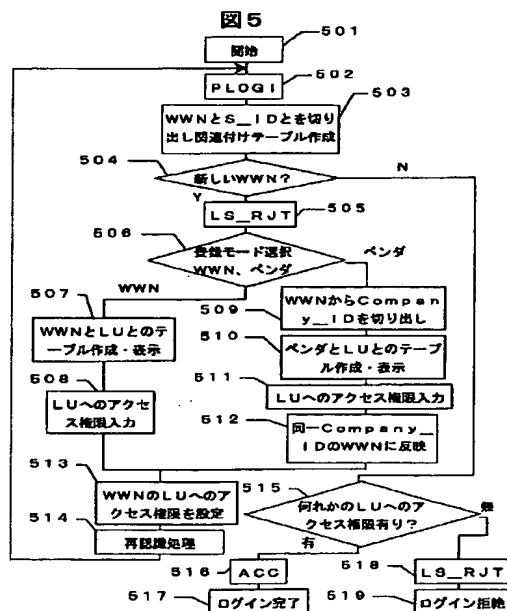 図5
501
開始
502
PLOGI
503
WWNとS_IDとを切り
出し関連付けテーブル作成
504
新しいWWN?
N
Y
505
LS_RJT
506
登録モード選択
WWN、ベンダ
ベンダ
WWN
507
WWNとLUとのテ
ーブル作成・表示
508
LUへのアクセ
ス権限入力
509
WWNからCompan
y_IDを切り出し
510
ベンダとLUとのテーブ
ル作成・表示
511
LUへのアクセス権限入力
512
同一Company_
IDのWWNに反映
513
WWNのLUへのア
クセス権限を設定
514
再認識処理
515
何れかのLUへのア
クセス権限有り?
有
無
516
ACC
517
ログイン完了
518
LS_RJT
519
ログイン拒絶